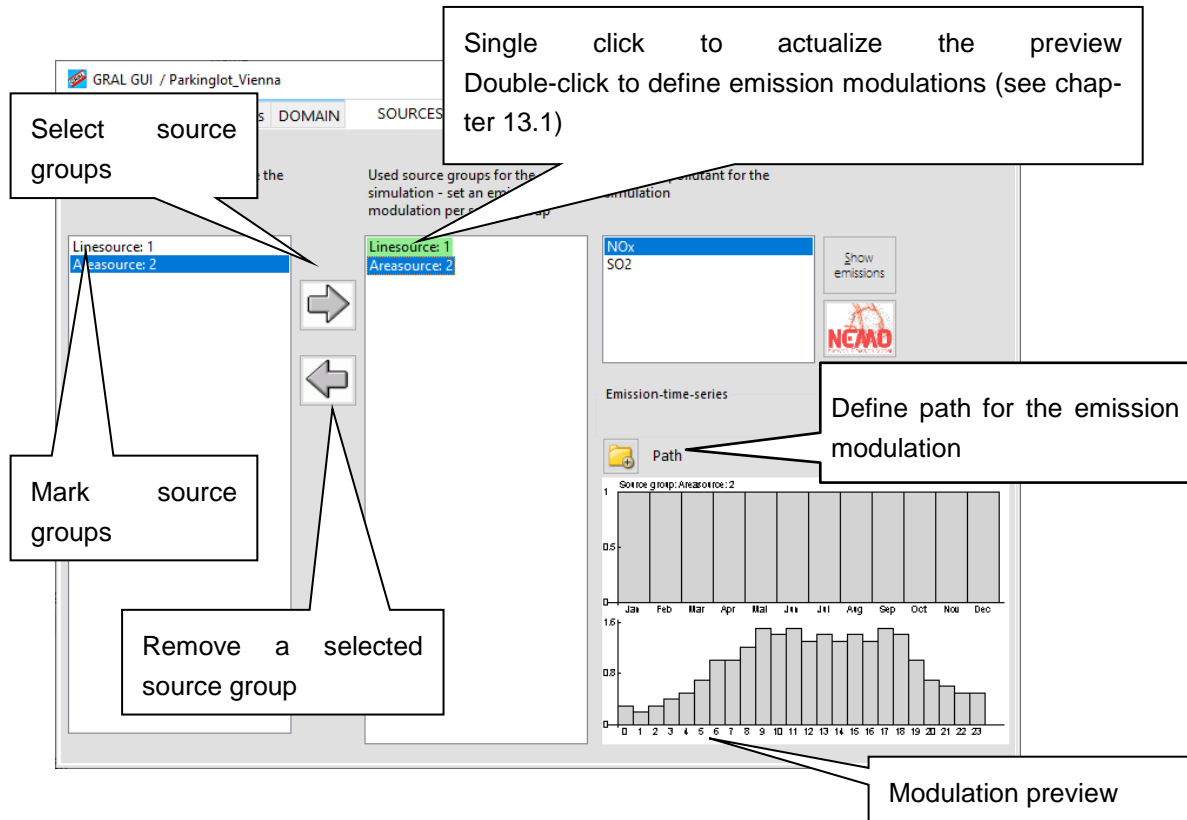 Single click to actualize the preview
Double-click to define emission modulations (see chap-
ter 13.1)
GRAL GUI / Parkinglot_Vienna
s DOMAIN SOURCES
Select source
groups
the
Used source groups for the
simulation - set an
modulation per
pollutant for the
simulation
Linesource: 1
Areasource: 2
Linesource: 1
Areasource: 2
NOx
SO2
Show
emissions
NEMO
Emission-time-series
Define path for the emission
modulation
Path
Mark source
groups
Source group: Areasource: 2
1
0.5
0
Jan Feb Mar Apr Mai Jun Jul Aug Sep Oct Nov Dec
1.6
0.8
0
0 1 2 3 4 5 6 7 8 9 10 11 12 13 14 15 16 17 18 19 20 21 22 23
Remove a selected
source group
Modulation preview